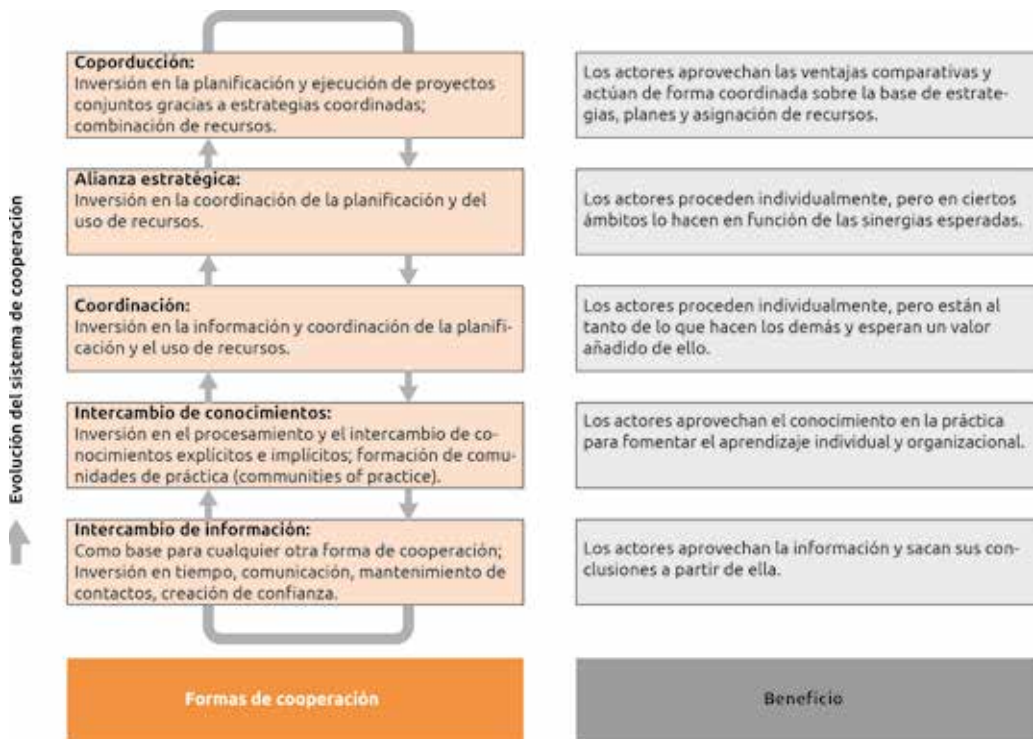 Coporducción:
Inversión en la planificación y ejecución de proyectos
conjuntos gracias a estrategias coordinadas;
combinación de recursos.
Los actores aprovechan las ventajas comparativas y
actúan de forma coordinada sobre la base de estrate-
gias, planes y asignación de recursos.
Alianza estratégica:
Inversión en la coordinación de la planificación y del
uso de recursos.
Los actores proceden individualmente, pero en ciertos
ámbitos lo hacen en función de las sinergias esperadas.
Coordinación:
Inversión en la información y coordinación de la planifi-
cación y el uso de recursos.
Los actores proceden individualmente, pero están al
tanto de lo que hacen los demás y esperan un valor
añadido de ello.
Intercambio de conocimientos:
Inversión en el procesamiento y el intercambio de co-
nocimientos explícitos e implícitos; formación de comu-
nidades de práctica (communities of practice).
Los actores aprovechan el conocimiento en la práctica
para fomentar el aprendizaje individual y organizacional.
Intercambio de información:
Como base para cualquier otra forma de cooperación;
Inversión en tiempo, comunicación, mantenimiento de
contactos, creación de confianza.
Los actores aprovechan la información y sacan sus con-
clusiones a partir de ella.
Evolución del sistema de cooperación
Formas de cooperación
Beneficio